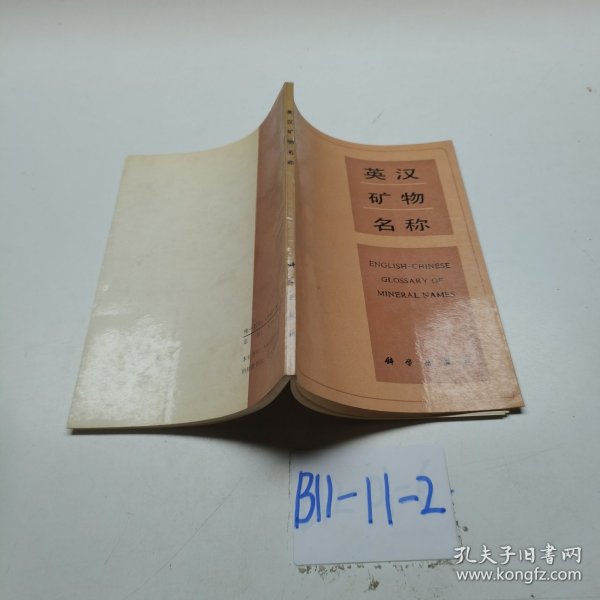 英汉矿物名称
英汉
矿物
名称
ENGLISH-CHINESE
GLOSSARY OF
MINERAL NAMES
科学出版社
B11-11-2
孔夫子旧书网
www.kongfz.com